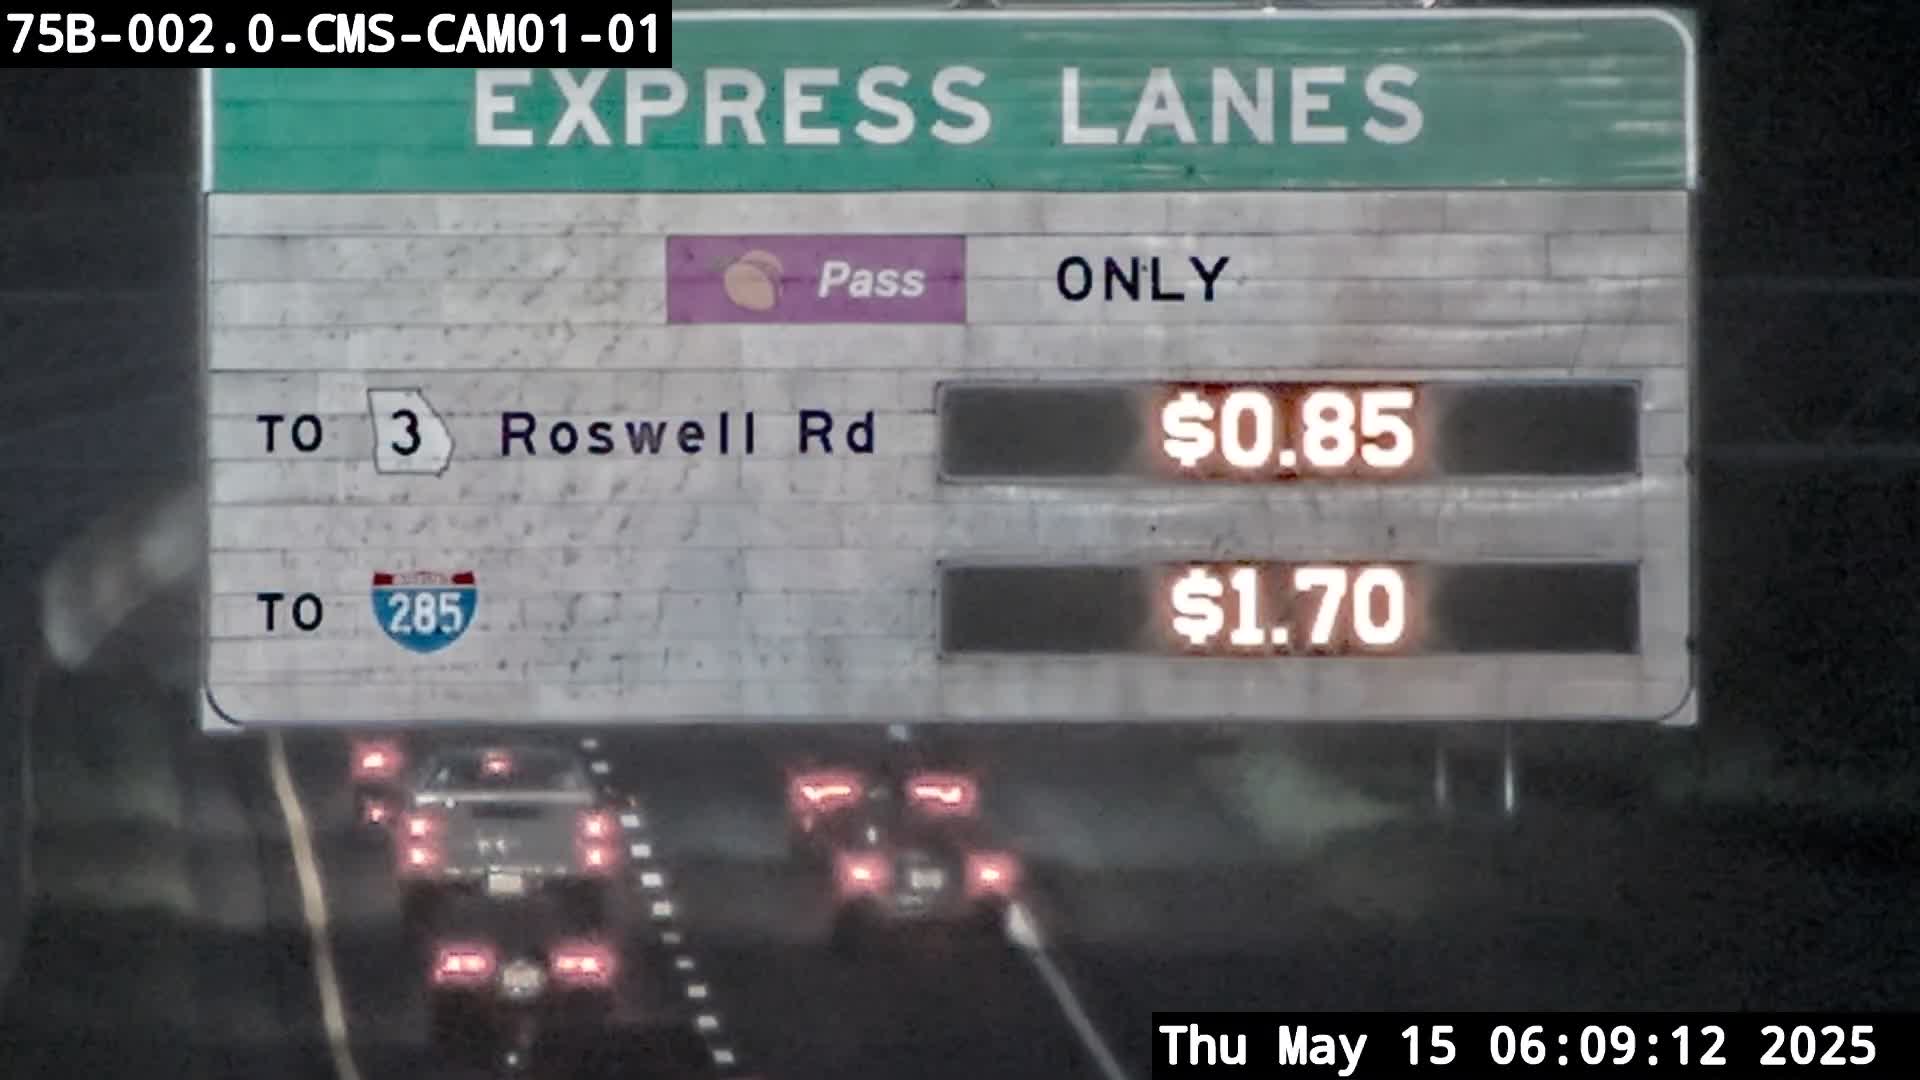 75B-002.0-CMS-CAM01-01
EXPRESS LANES
Pass ONLY
TO 3 Roswell Rd $0.85
TO 285 $1.70
Thu May 15 06:09:12 2025